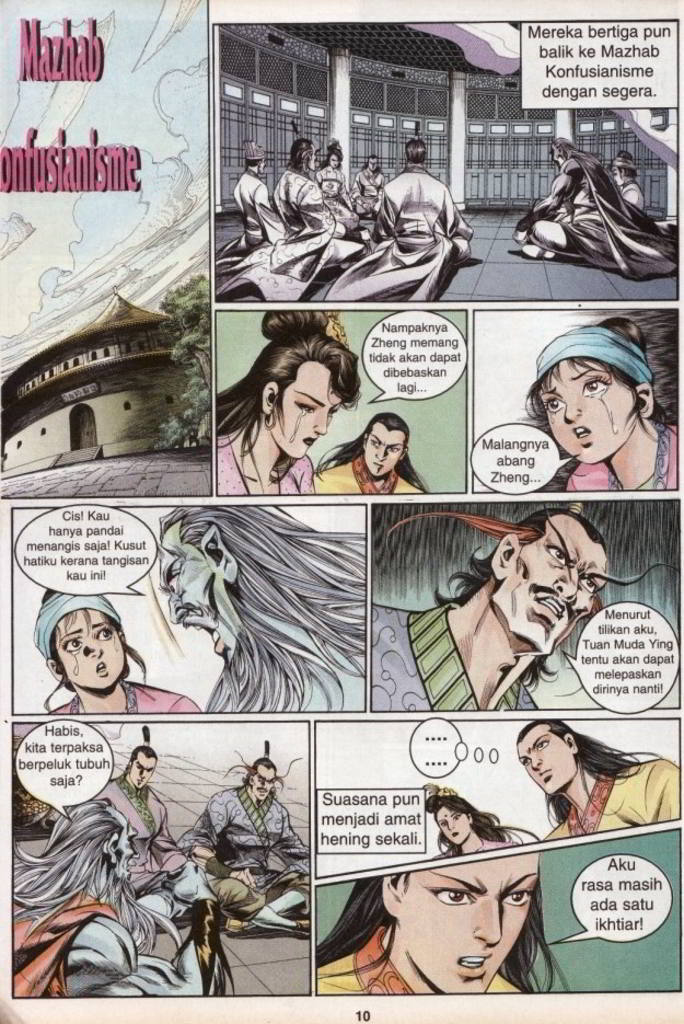 Mazhab
onfusianisme
Mereka bertiga pun
balik ke Mazhab
Konfusianisme
dengan segera.
Nampaknya
Zheng memang
tidak akan dapat
dibebaskan
lagi...
Malangnya
abang
Zheng...
Cis! Kau
hanya pandai
menangis saja! Kusut
hatiku kerana tangisan
kau ini!
Menurut
tilikan aku,
Tuan Muda Ying
tentu akan dapat
melepaskan
dirinya nanti!
Habis,
kita terpaksa
berpeluk tubuh
saja?
....
....
Suasana pun
menjadi amat
hening sekali.
Aku
rasa masih
ada satu
ikhtiar!
10